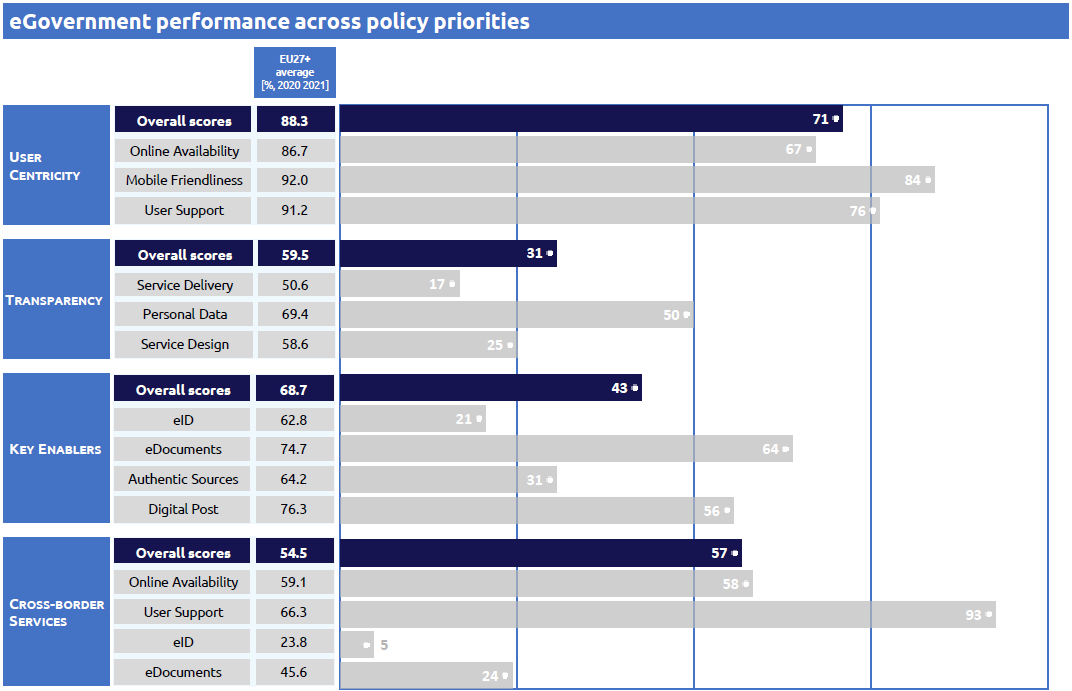 eGovernment performance across policy priorities
EU27+
average
[%, 2020 2021]
USER
CENTRICITY
Overall scores 88.3 71
Online Availability 86.7 67
Mobile Friendliness 92.0 84
User Support 91.2 76
TRANSPARENCY
Overall scores 59.5 31
Service Delivery 50.6 17
Personal Data 69.4 50
Service Design 58.6 25
KEY ENABLERS
Overall scores 68.7 43
eID 62.8 21
eDocuments 74.7 64
Authentic Sources 64.2 31
Digital Post 76.3 56
CROSS-BORDER
SERVICES
Overall scores 54.5 57
Online Availability 59.1 58
User Support 66.3 93
eID 23.8 5
eDocuments 45.6 24